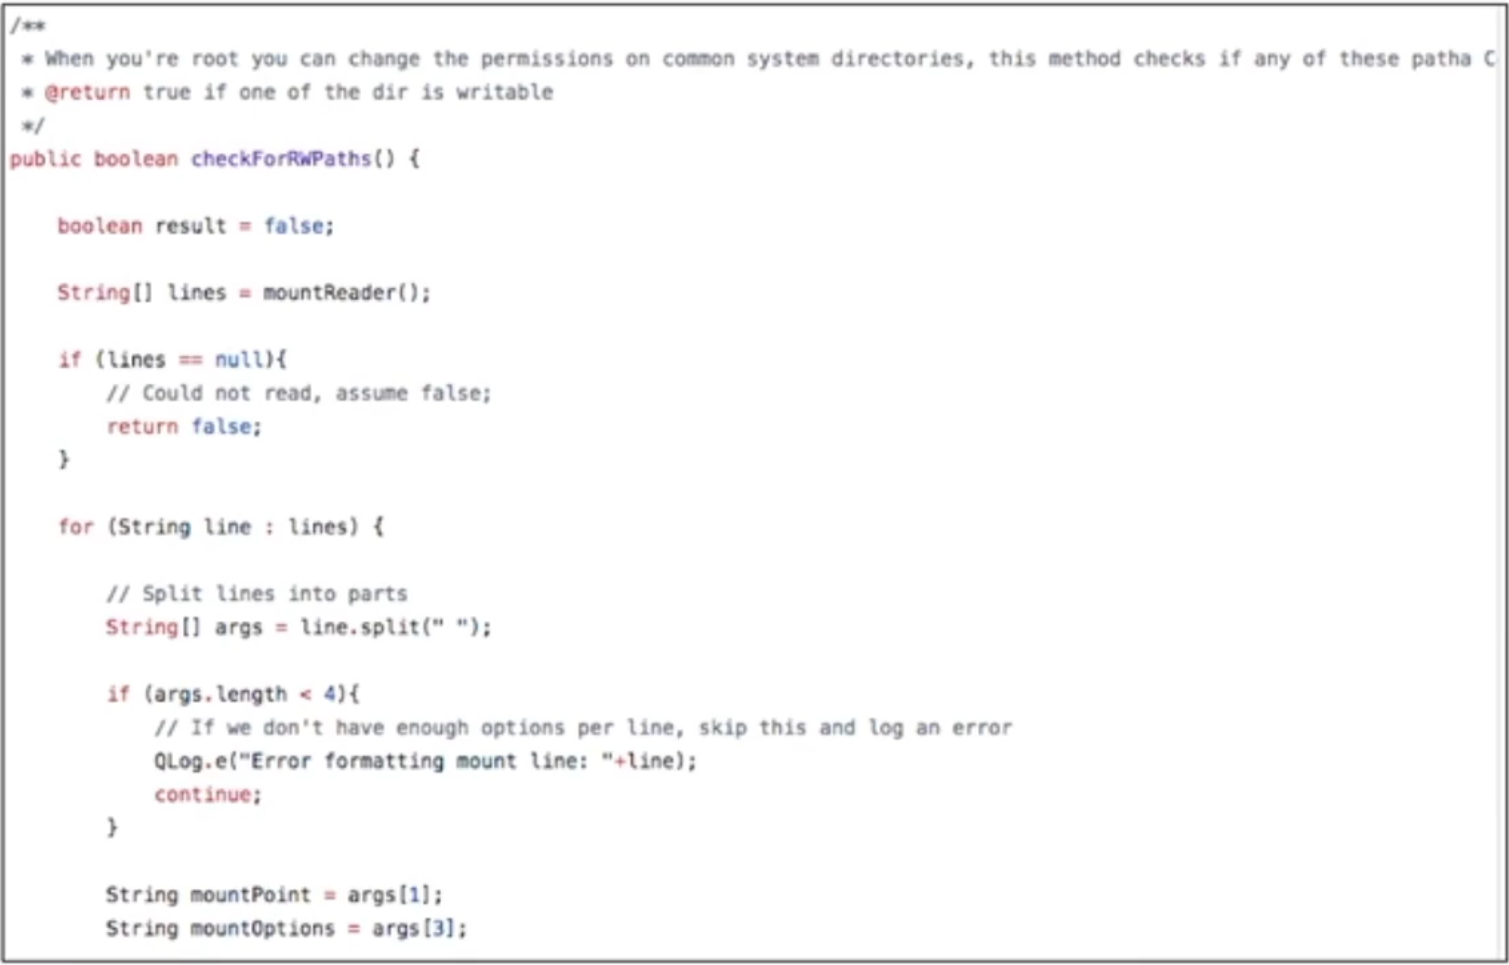 /**
 * When you're root you can change the permissions on common system directories, this method checks if any of these patha C
 * @return true if one of the dir is writable
 */
public boolean checkForRWPaths() {
    boolean result = false;
    String[] lines = mountReader();
    if (lines == null){
        // Could not read, assume false;
        return false;
    }
    for (String line : lines) {
        // Split lines into parts
        String[] args = line.split(" ");
        if (args.length < 4){
            // If we don't have enough options per line, skip this and log an error
            QLog.e("Error formatting mount line: "+line);
            continue;
        }
        String mountPoint = args[1];
        String mountOptions = args[3];